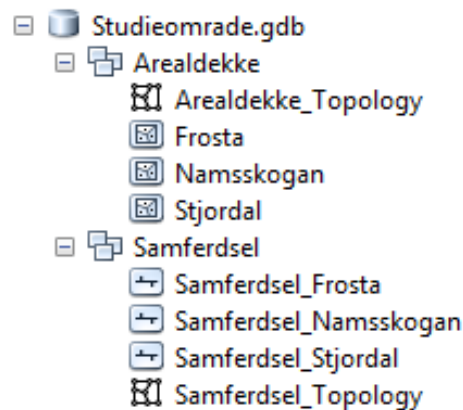 Studieomrade.gdb
Arealdekke
Arealdekke_Topology
Frosta
Namsskogan
Stjordal
Samferdsel
Samferdsel_Frosta
Samferdsel_Namsskogan
Samferdsel_Stjordal
Samferdsel_Topology